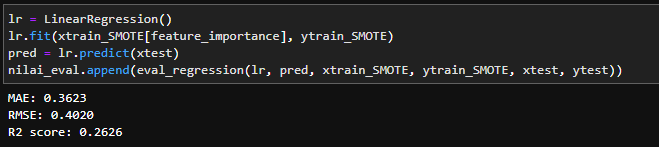 lr = LinearRegression()
lr.fit(xtrain_SMOTE[feature_importance], ytrain_SMOTE)
pred = lr.predict(xtest)
nilai_eval.append(eval_regression(lr, pred, xtrain_SMOTE, ytrain_SMOTE, xtest, ytest))
MAE: 0.3623
RMSE: 0.4020
R2 score: 0.2626